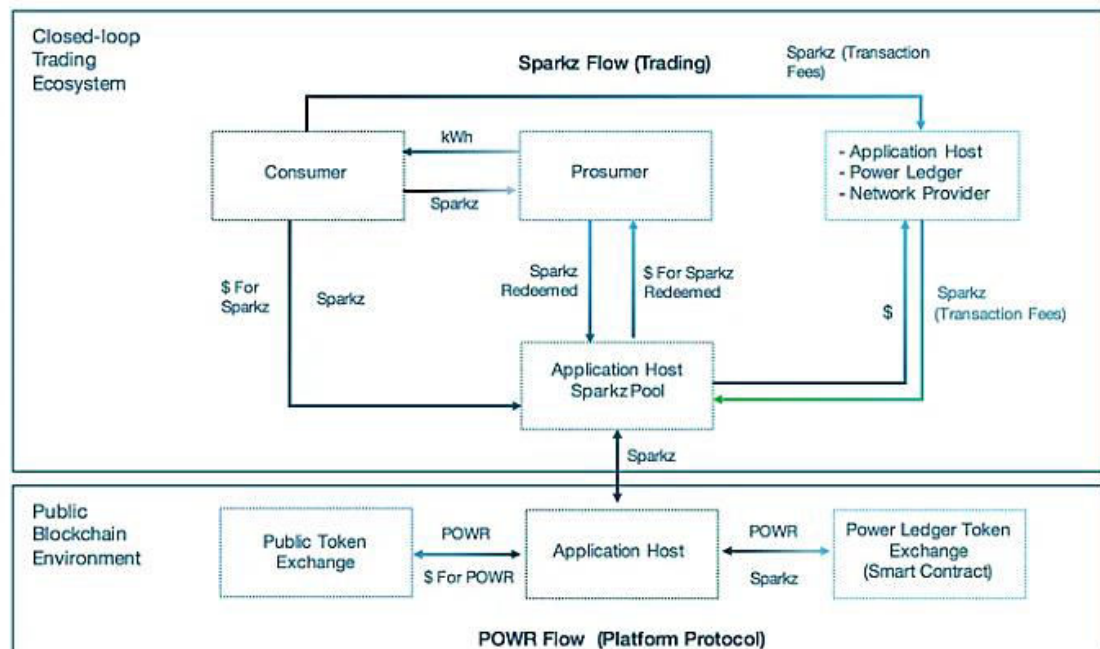 Closed-loop
Trading
Ecosystem
Sparkz Flow (Trading)
Sparkz (Transaction
Fees)
kWh
Consumer
Prosumer
- Application Host
- Power Ledger
- Network Provider
Sparkz
$ For
Sparkz
Sparkz
Sparkz
Redeemed
$ For Sparkz
Redeemed
$
Sparkz
(Transaction Fees)
Application Host
Sparkz Pool
Sparkz
Public
Blockchain
Environment
Public Token
Exchange
POWR
$ For POWR
Application Host
POWR
Sparkz
Power Ledger Token
Exchange
(Smart Contract)
POWR Flow (Platform Protocol)